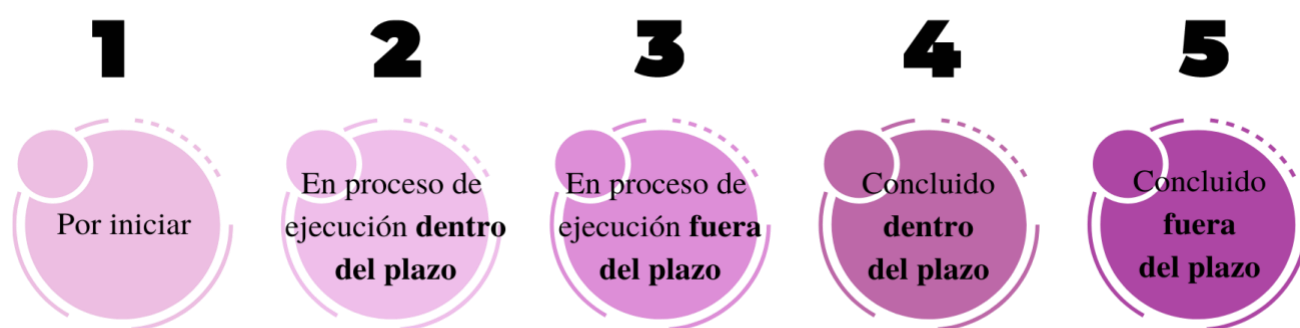 1
2
3
4
5
Por iniciar
En proceso de
ejecución dentro
del plazo
En proceso de
ejecución fuera
del plazo
Concluido
dentro
del plazo
Concluido
fuera
del plazo